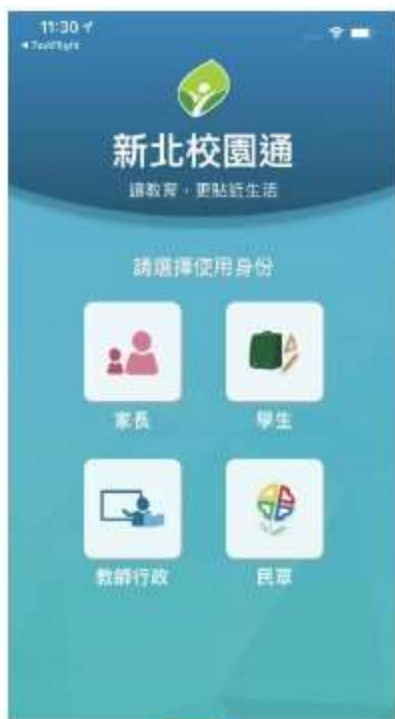 11:30
◀ TestFlight
新北校園通
讓教育，更貼近生活
請選擇使用身份
家長
學生
教師行政
民眾